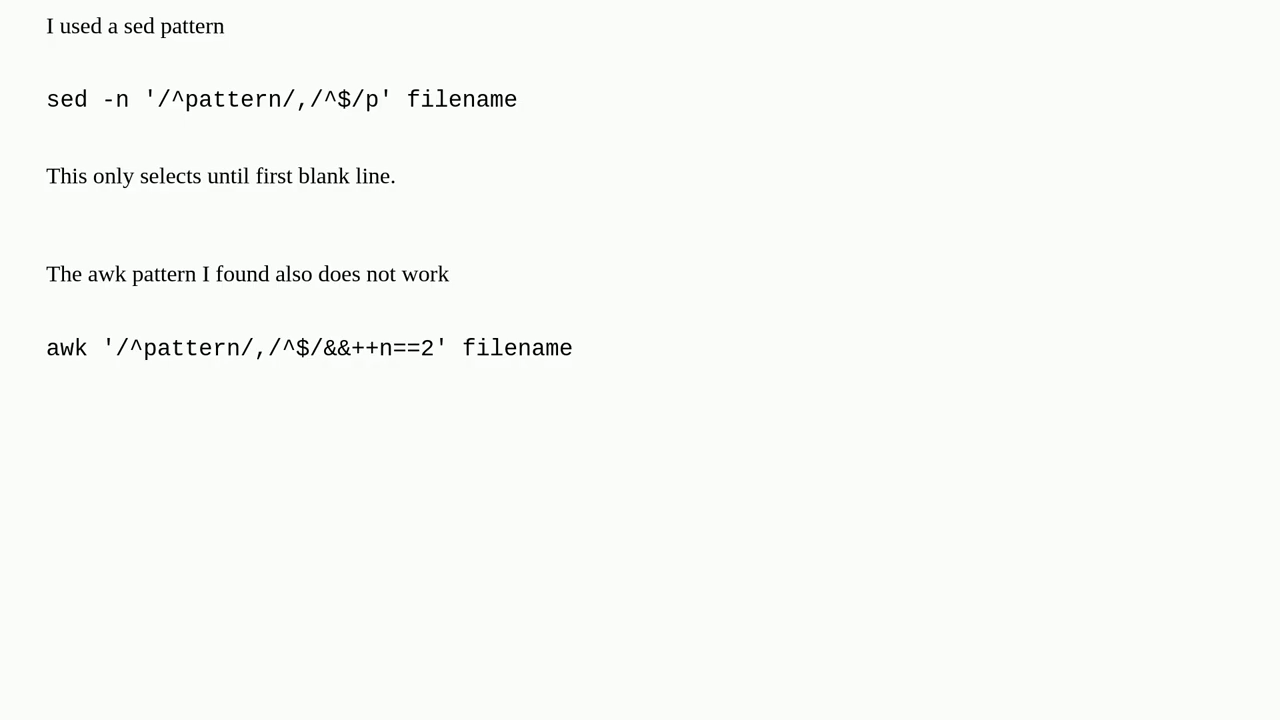 I used a sed pattern
sed -n '/^pattern/,/^$/p' filename
This only selects until first blank line.
The awk pattern I found also does not work
awk '/^pattern/,/^$/&&++n==2' filename